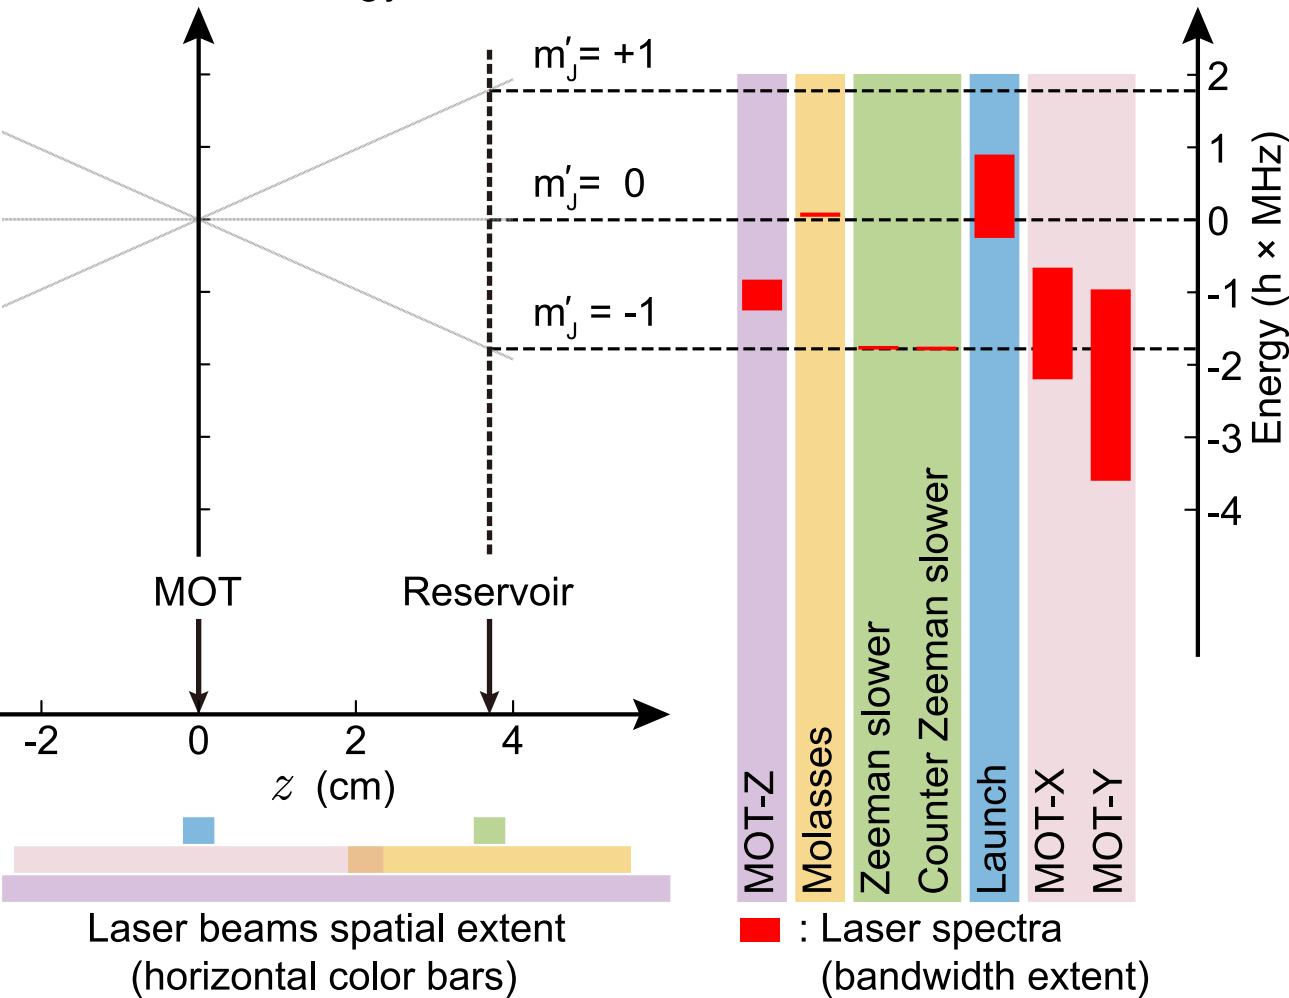 gy
m′J = +1
m′J = 0
m′J = -1
2
1
0
-1
-2
-3
-4
Energy (h × MHz)
MOT
Reservoir
-2
0
2
4
z (cm)
MOT-Z
Molasses
Zeeman slower
Counter Zeeman slower
Launch
MOT-X
MOT-Y
Laser beams spatial extent
(horizontal color bars)
: Laser spectra
(bandwidth extent)